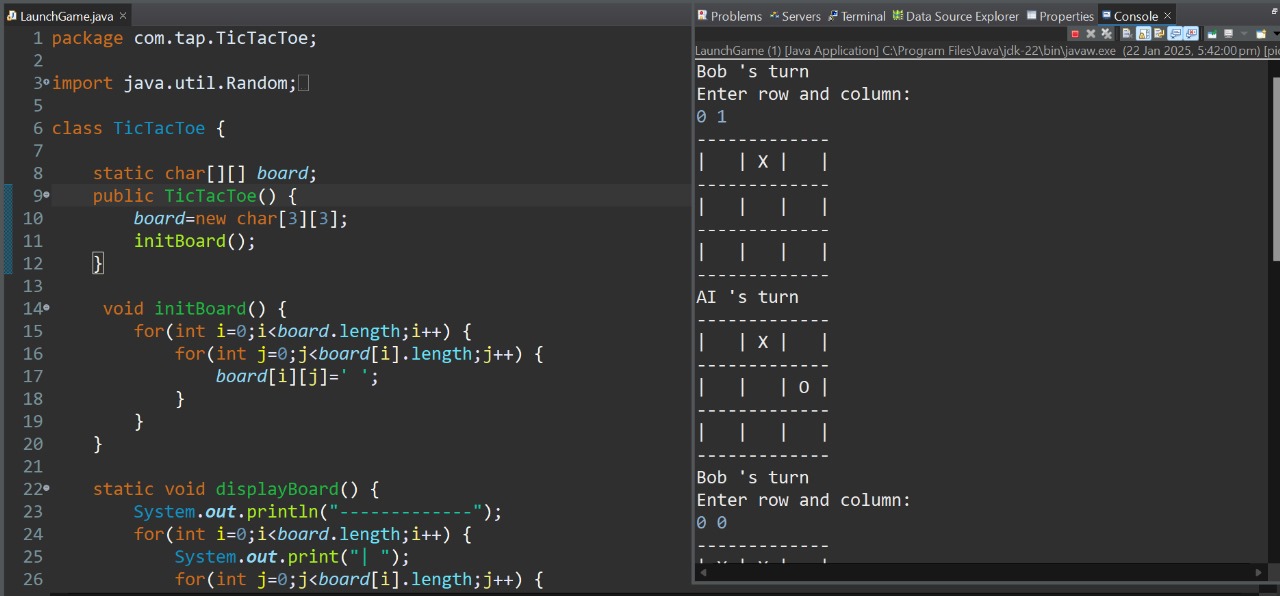 LaunchGame.java ×
1 package com.tap.TicTacToe;
2
3 import java.util.Random;
5
6 class TicTacToe {
7
8 static char[][] board;
9 public TicTacToe() {
10 board=new char[3][3];
11 initBoard();
12 }
13
14 void initBoard() {
15 for(int i=0;i<board.length;i++) {
16 for(int j=0;j<board[i].length;j++) {
17 board[i][j]=' ';
18 }
19 }
20 }
21
22 static void displayBoard() {
23 System.out.println("-------------");
24 for(int i=0;i<board.length;i++) {
25 System.out.print("| ");
26 for(int j=0;j<board[i].length;j++) {
Problems Servers Terminal Data Source Explorer Properties Console ×
LaunchGame (1) [Java Application] C:\Program Files\Java\jdk-22\bin\javaw.exe (22 Jan 2025, 5:42:00 pm) [pi
Bob 's turn
Enter row and column:
0 1
-------------
|   | X |   |
-------------
|   |   |   |
-------------
|   |   |   |
-------------
AI 's turn
-------------
|   | X |   |
-------------
|   |   | O |
-------------
|   |   |   |
-------------
Bob 's turn
Enter row and column:
0 0
-------------
| X | X |   |